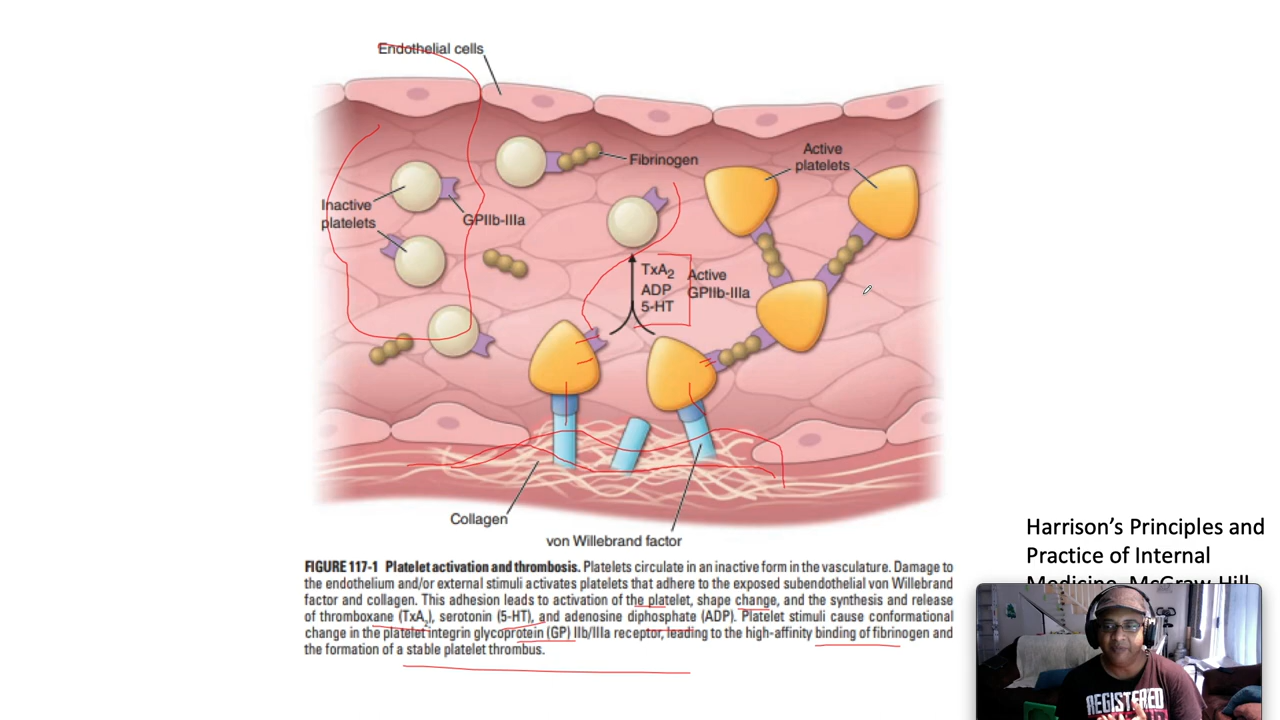 Endothelial cells
Fibrinogen
Active
platelets
Inactive
platelets
GPIIb-IIIa
TxA2
ADP
5-HT
Active
GPIIb-IIIa
Collagen
von Willebrand factor
FIGURE 117-1 Platelet activation and thrombosis. Platelets circulate in an inactive form in the vasculature. Damage to
the endothelium and/or external stimuli activates platelets that adhere to the exposed subendothelial von Willebrand
factor and collagen. This adhesion leads to activation of the platelet, shape change, and the synthesis and release
of thromboxane (TxA2), serotonin (5-HT), and adenosine diphosphate (ADP). Platelet stimuli cause conformational
change in the platelet integrin glycoprotein (GP) IIb/IIIa receptor, leading to the high-affinity binding of fibrinogen and
the formation of a stable platelet thrombus.
Harrison's Principles and
Practice of Internal
Medicine, McGraw-Hill
REGISTERED